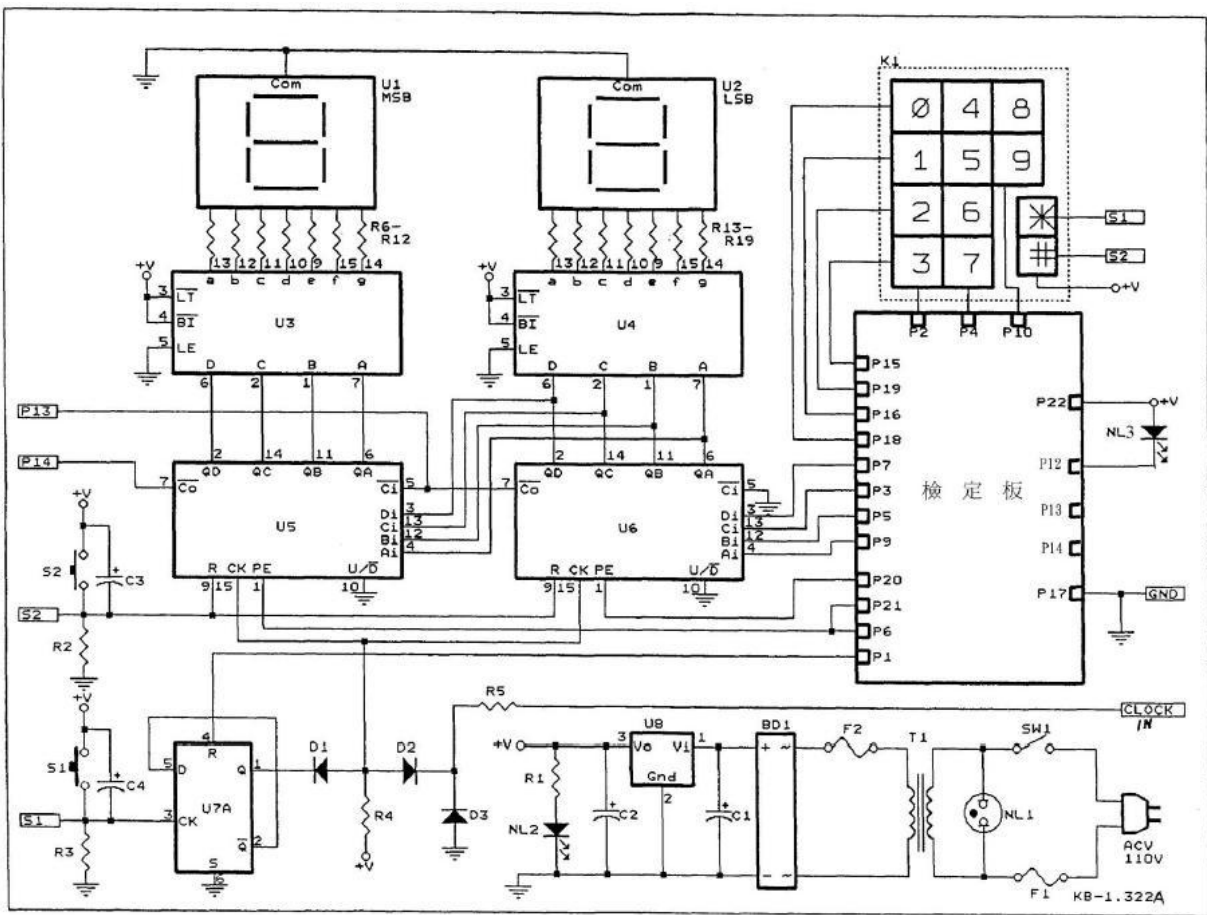 Com
U1
MSB
Com
U2
LSB
K1
0 4 8
1 5 9
2 6
3 7
*
#
S1
S2
+V
R6-
R12
R13-
R19
13 12 11 10 9 15 14
a b c d e f g
+V
3 LT
4 BI
5 LE
U3
D C B A
6 2 1 7
13 12 11 10 9 15 14
a b c d e f g
+V
3 LT
4 BI
5 LE
U4
D C B A
6 2 1 7
P2 P4 P10
P15
P19
P16
P18
P7
P3
P5
P9
P20
P21
P6
P1
檢定板
P22
P12
P13
P14
P17
+V
NL3
GND
P13
P14
2 14 11 6
QD QC QB QA
7 Co
Ci 5
Di 3
Ci 13
Bi 12
Ai 4
U5
R CK PE U/D
9 15 1 10
2 14 11 6
QD QC QB QA
7 Co
Ci 5
Di 3
Ci 13
Bi 12
Ai 4
U6
R CK PE U/D
9 15 1 10
+V
S2
C3
S2
R2
+V
S1
C4
S1
R3
4
R
5 D
Q 1
U7A
3 CK
Q 2
S
6
D1
D2
R4
+V
D3
R5
CLOCK
IN
+V
R1
NL2
C2
U8
3 Vo Vi 1
Gnd
2
C1
BD1
+ ~
- ~
F2
T1
SW1
NL1
F1
ACV
110V
KB-1.322A